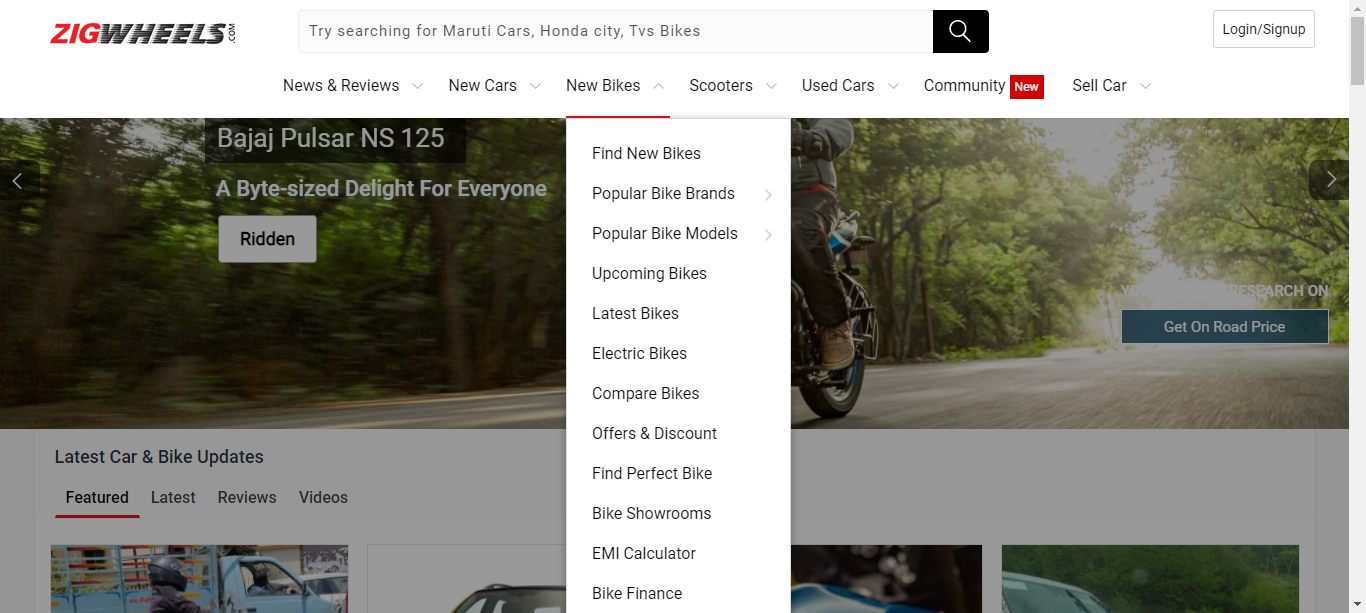 ZIGWHEELS.COM
Try searching for Maruti Cars, Honda city, Tvs Bikes
Login/Signup
News & Reviews
New Cars
New Bikes
Scooters
Used Cars
Community New
Sell Car
Bajaj Pulsar NS 125
A Byte-sized Delight For Everyone
Ridden
Find New Bikes
Popular Bike Brands
Popular Bike Models
Upcoming Bikes
Latest Bikes
Electric Bikes
Compare Bikes
Offers & Discount
Find Perfect Bike
Bike Showrooms
EMI Calculator
Bike Finance
RESEARCH ON
Get On Road Price
Latest Car & Bike Updates
Featured
Latest
Reviews
Videos